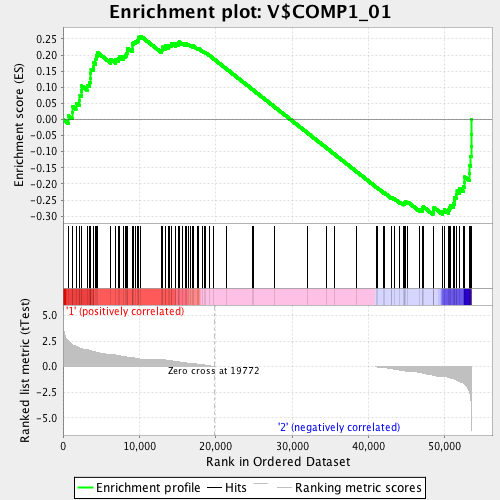 Enrichment plot: V$COMP1_01
Enrichment score (ES)
0.25
0.20
0.15
0.10
0.05
0.00
-0.05
-0.10
-0.15
-0.20
-0.25
-0.30
'1' (positively correlated)
Ranked list metric (tTest)
5.0
2.5
0.0
-2.5
-5.0
Zero cross at 19772
'2' (negatively correlated)
0
10,000
20,000
30,000
40,000
50,000
Rank in Ordered Dataset
Enrichment profile
Hits
Ranking metric scores